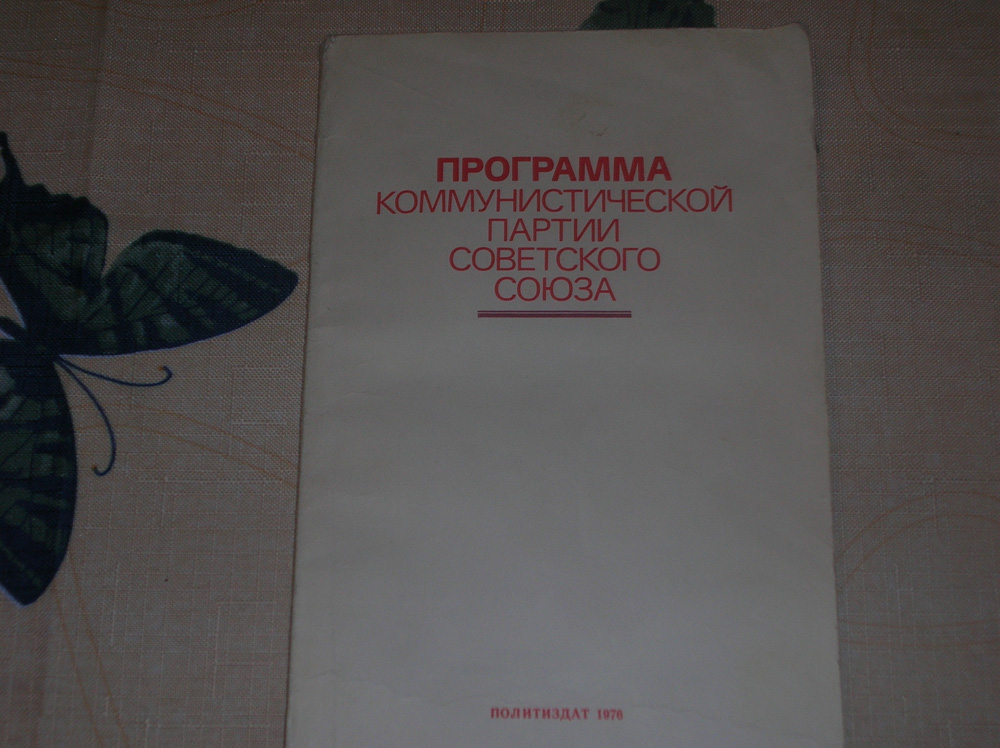 ПРОГРАММА
КОММУНИСТИЧЕСКОЙ
ПАРТИИ
СОВЕТСКОГО
СОЮЗА
ПОЛИТИЗДАТ 1976